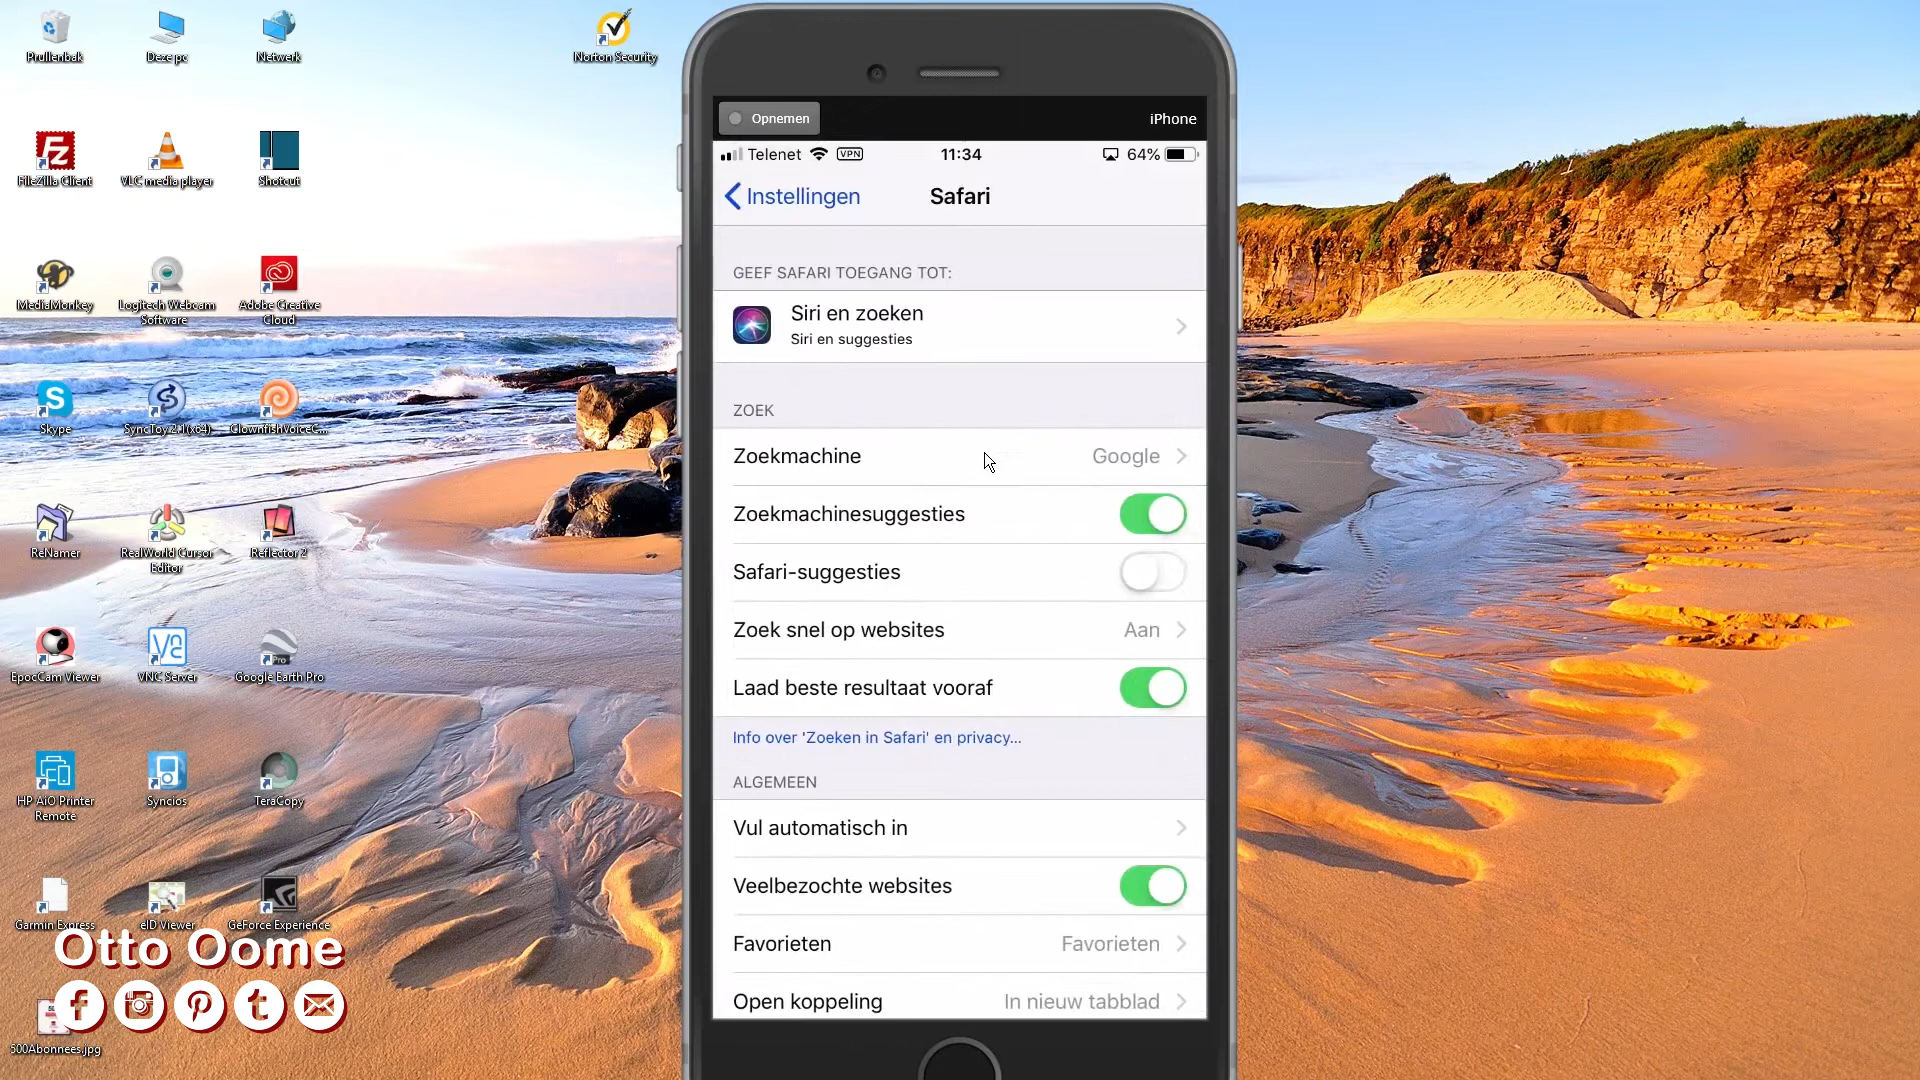 Prullenbak
Deze pc
Netwerk
Norton Security
FileZilla Client
VLC media player
Shotcut
MediaMonkey
Logitech Webcam Software
Adobe Creative Cloud
Skype
SyncToy 2.1(x64)
ClownfishVoiceC...
ReNamer
RealWorld Cursor Editor
Reflector 2
EpocCam Viewer
VNC Server
Google Earth Pro
HP AiO Printer Remote
Syncios
TeraCopy
Garmin Express
eID Viewer
GeForce Experience
Otto Oome
500Abonnees.jpg
Opnemen
iPhone
Telenet VPN 11:34 64%
Instellingen Safari
GEEF SAFARI TOEGANG TOT:
Siri en zoeken
Siri en suggesties
ZOEK
Zoekmachine Google
Zoekmachinesuggesties
Safari-suggesties
Zoek snel op websites Aan
Laad beste resultaat vooraf
Info over 'Zoeken in Safari' en privacy...
ALGEMEEN
Vul automatisch in
Veelbezochte websites
Favorieten Favorieten
Open koppeling In nieuw tabblad